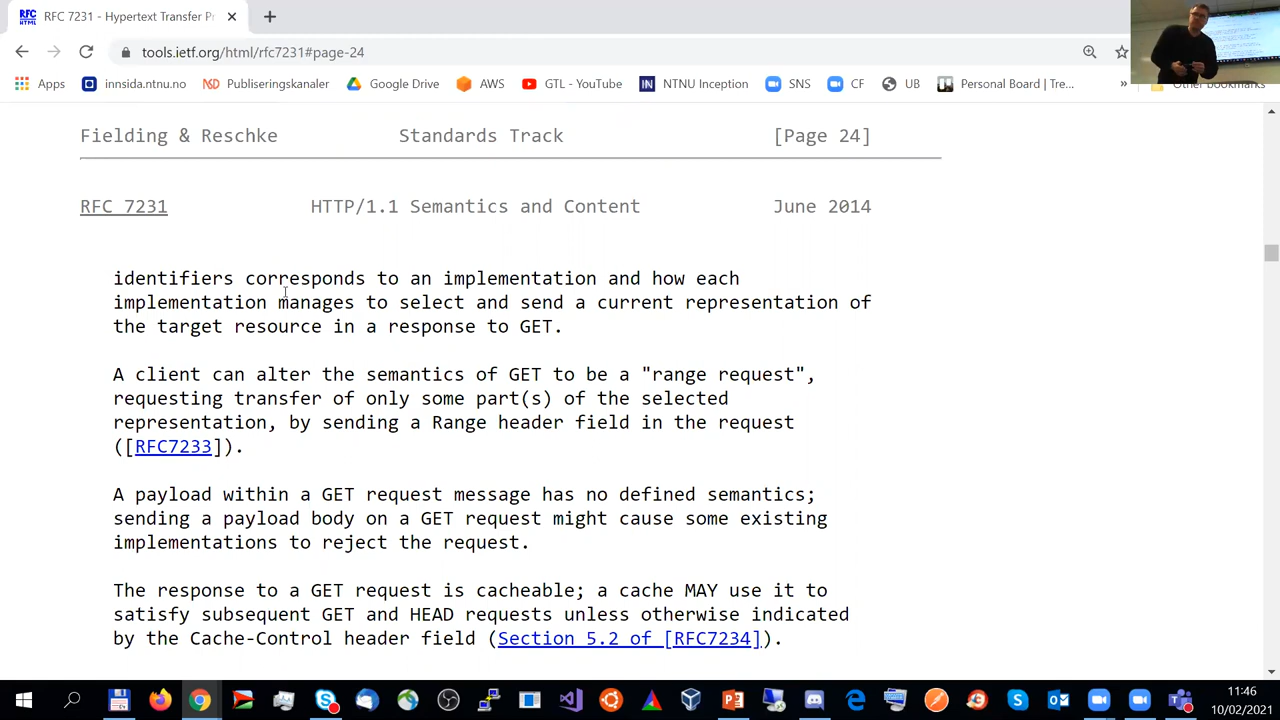 RFC HTML RFC 7231 - Hypertext Transfer Pr
tools.ietf.org/html/rfc7231#page-24
Apps innsida.ntnu.no Publiseringskanaler Google Drive AWS GTL - YouTube IN NTNU Inception SNS CF UB Personal Board | Tre... » Other bookmarks
Fielding & Reschke Standards Track [Page 24]
RFC 7231 HTTP/1.1 Semantics and Content June 2014
identifiers corresponds to an implementation and how each
implementation manages to select and send a current representation of
the target resource in a response to GET.
A client can alter the semantics of GET to be a "range request",
requesting transfer of only some part(s) of the selected
representation, by sending a Range header field in the request
([RFC7233]).
A payload within a GET request message has no defined semantics;
sending a payload body on a GET request might cause some existing
implementations to reject the request.
The response to a GET request is cacheable; a cache MAY use it to
satisfy subsequent GET and HEAD requests unless otherwise indicated
by the Cache-Control header field (Section 5.2 of [RFC7234]).
11:46
10/02/2021